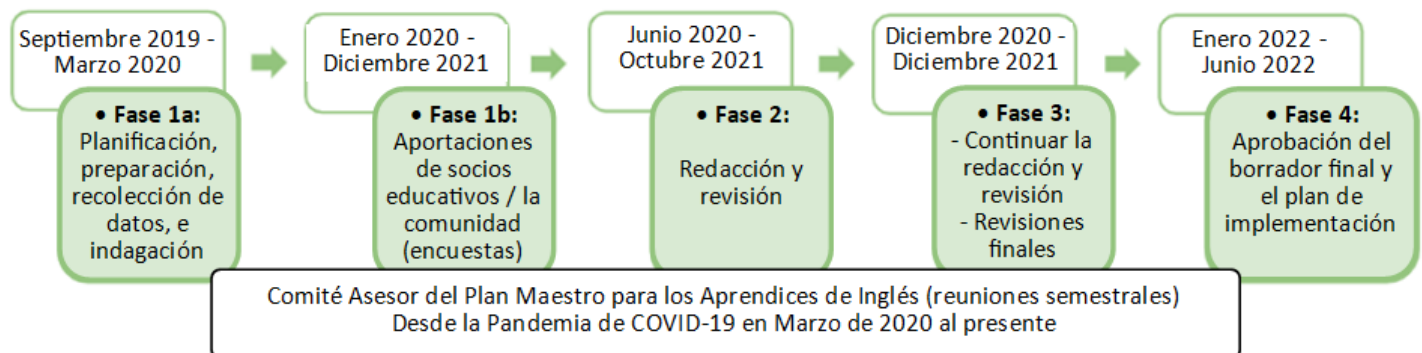 Septiembre 2019 -
Marzo 2020
• Fase 1a:
Planificación,
preparación,
recolección de
datos, e
indagación
Enero 2020 -
Diciembre 2021
• Fase 1b:
Aportaciones
de socios
educativos / la
comunidad
(encuestas)
Junio 2020 -
Octubre 2021
• Fase 2:
Redacción y
revisión
Diciembre 2020 -
Diciembre 2021
• Fase 3:
- Continuar la
redacción y
revisión
- Revisiones
finales
Enero 2022 -
Junio 2022
• Fase 4:
Aprobación del
borrador final y
el plan de
implementación
Comité Asesor del Plan Maestro para los Aprendices de Inglés (reuniones semestrales)
Desde la Pandemia de COVID-19 en Marzo de 2020 al presente